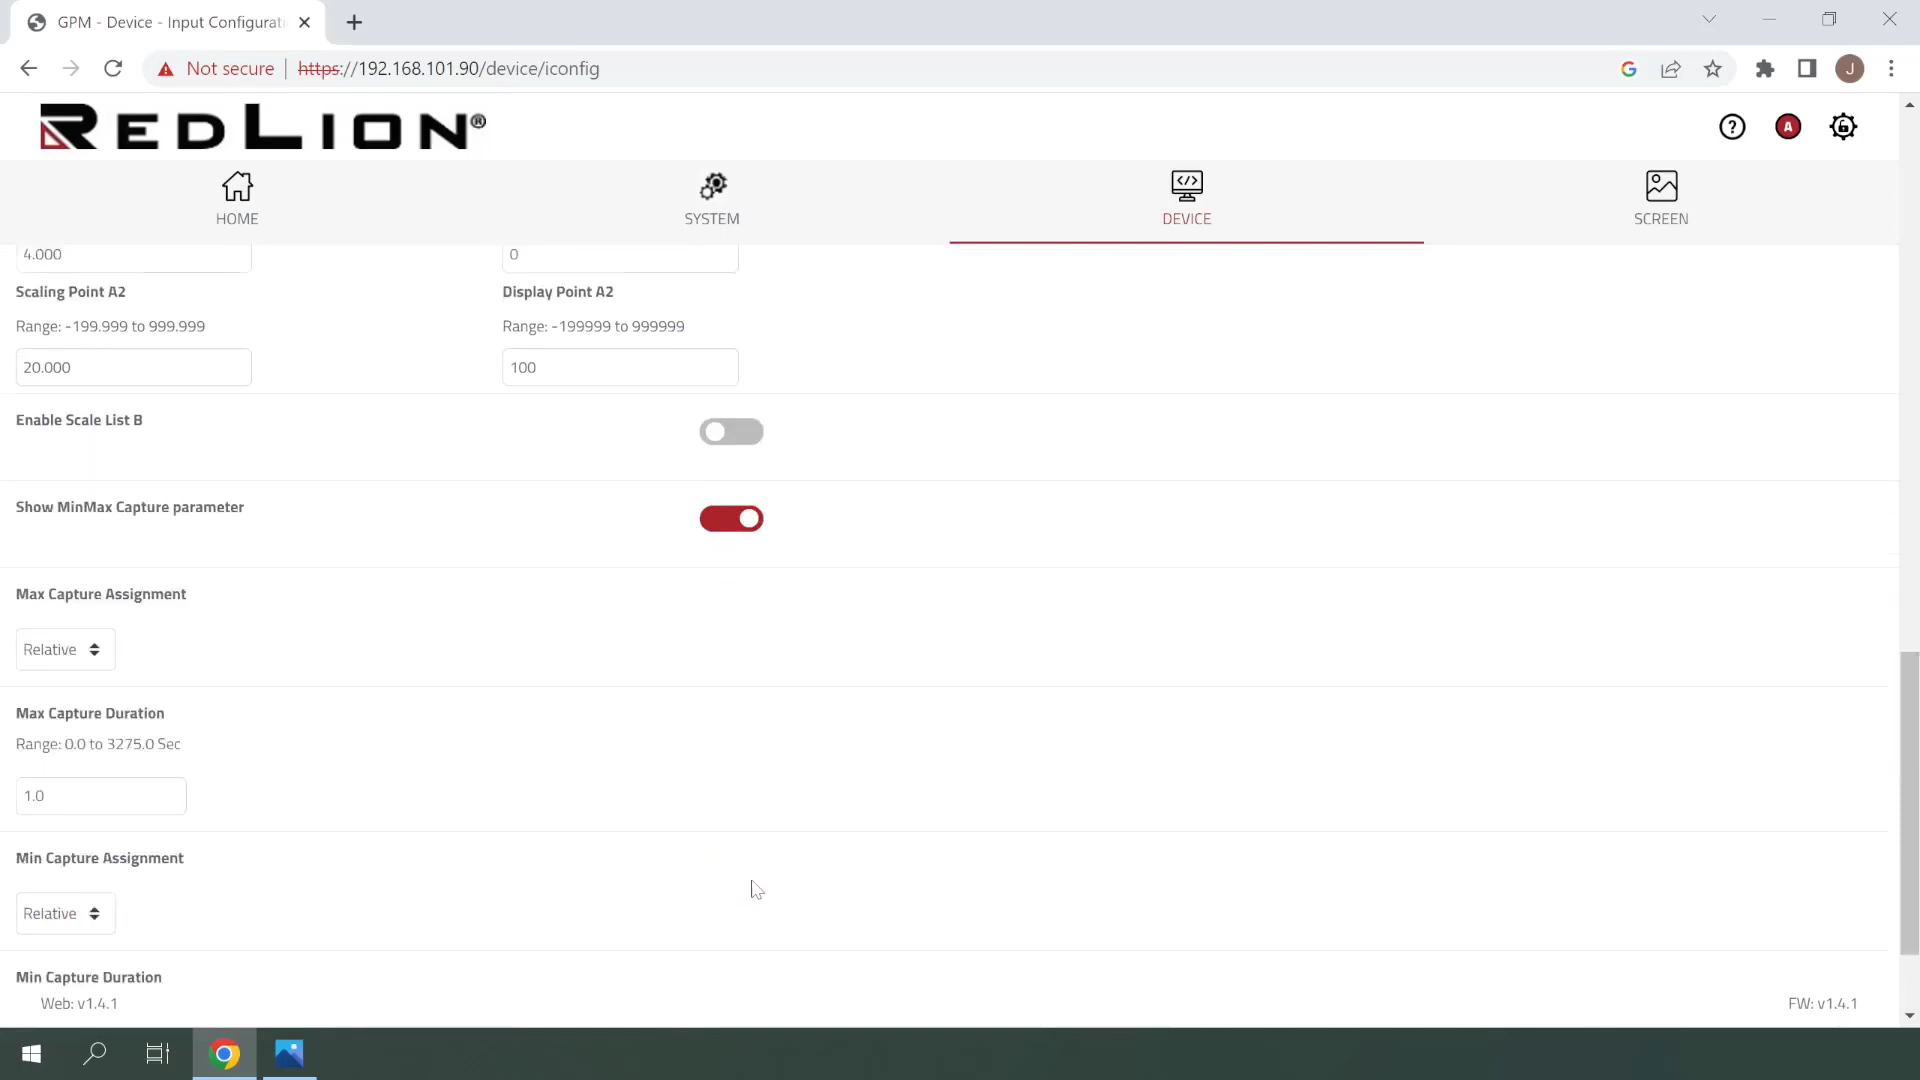 GPM - Device - Input Configurati
Not secure
https://192.168.101.90/device/iconfig
J
REDLION®
A
HOME
SYSTEM
DEVICE
SCREEN
4.000
0
Scaling Point A2
Display Point A2
Range: -199.999 to 999.999
Range: -199999 to 999999
20.000
100
Enable Scale List B
Show MinMax Capture parameter
Max Capture Assignment
Relative
Max Capture Duration
Range: 0.0 to 3275.0 Sec
1.0
Min Capture Assignment
Relative
Min Capture Duration
Web: v1.4.1
FW: v1.4.1